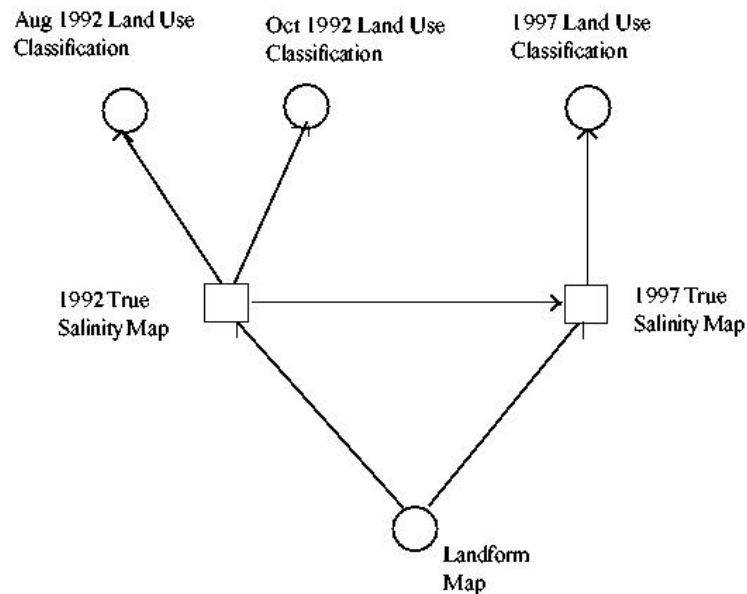 Aug 1992 Land Use
Classification
Oct 1992 Land Use
Classification
1997 Land Use
Classification
1992 True
Salinity Map
1997 True
Salinity Map
Landform
Map